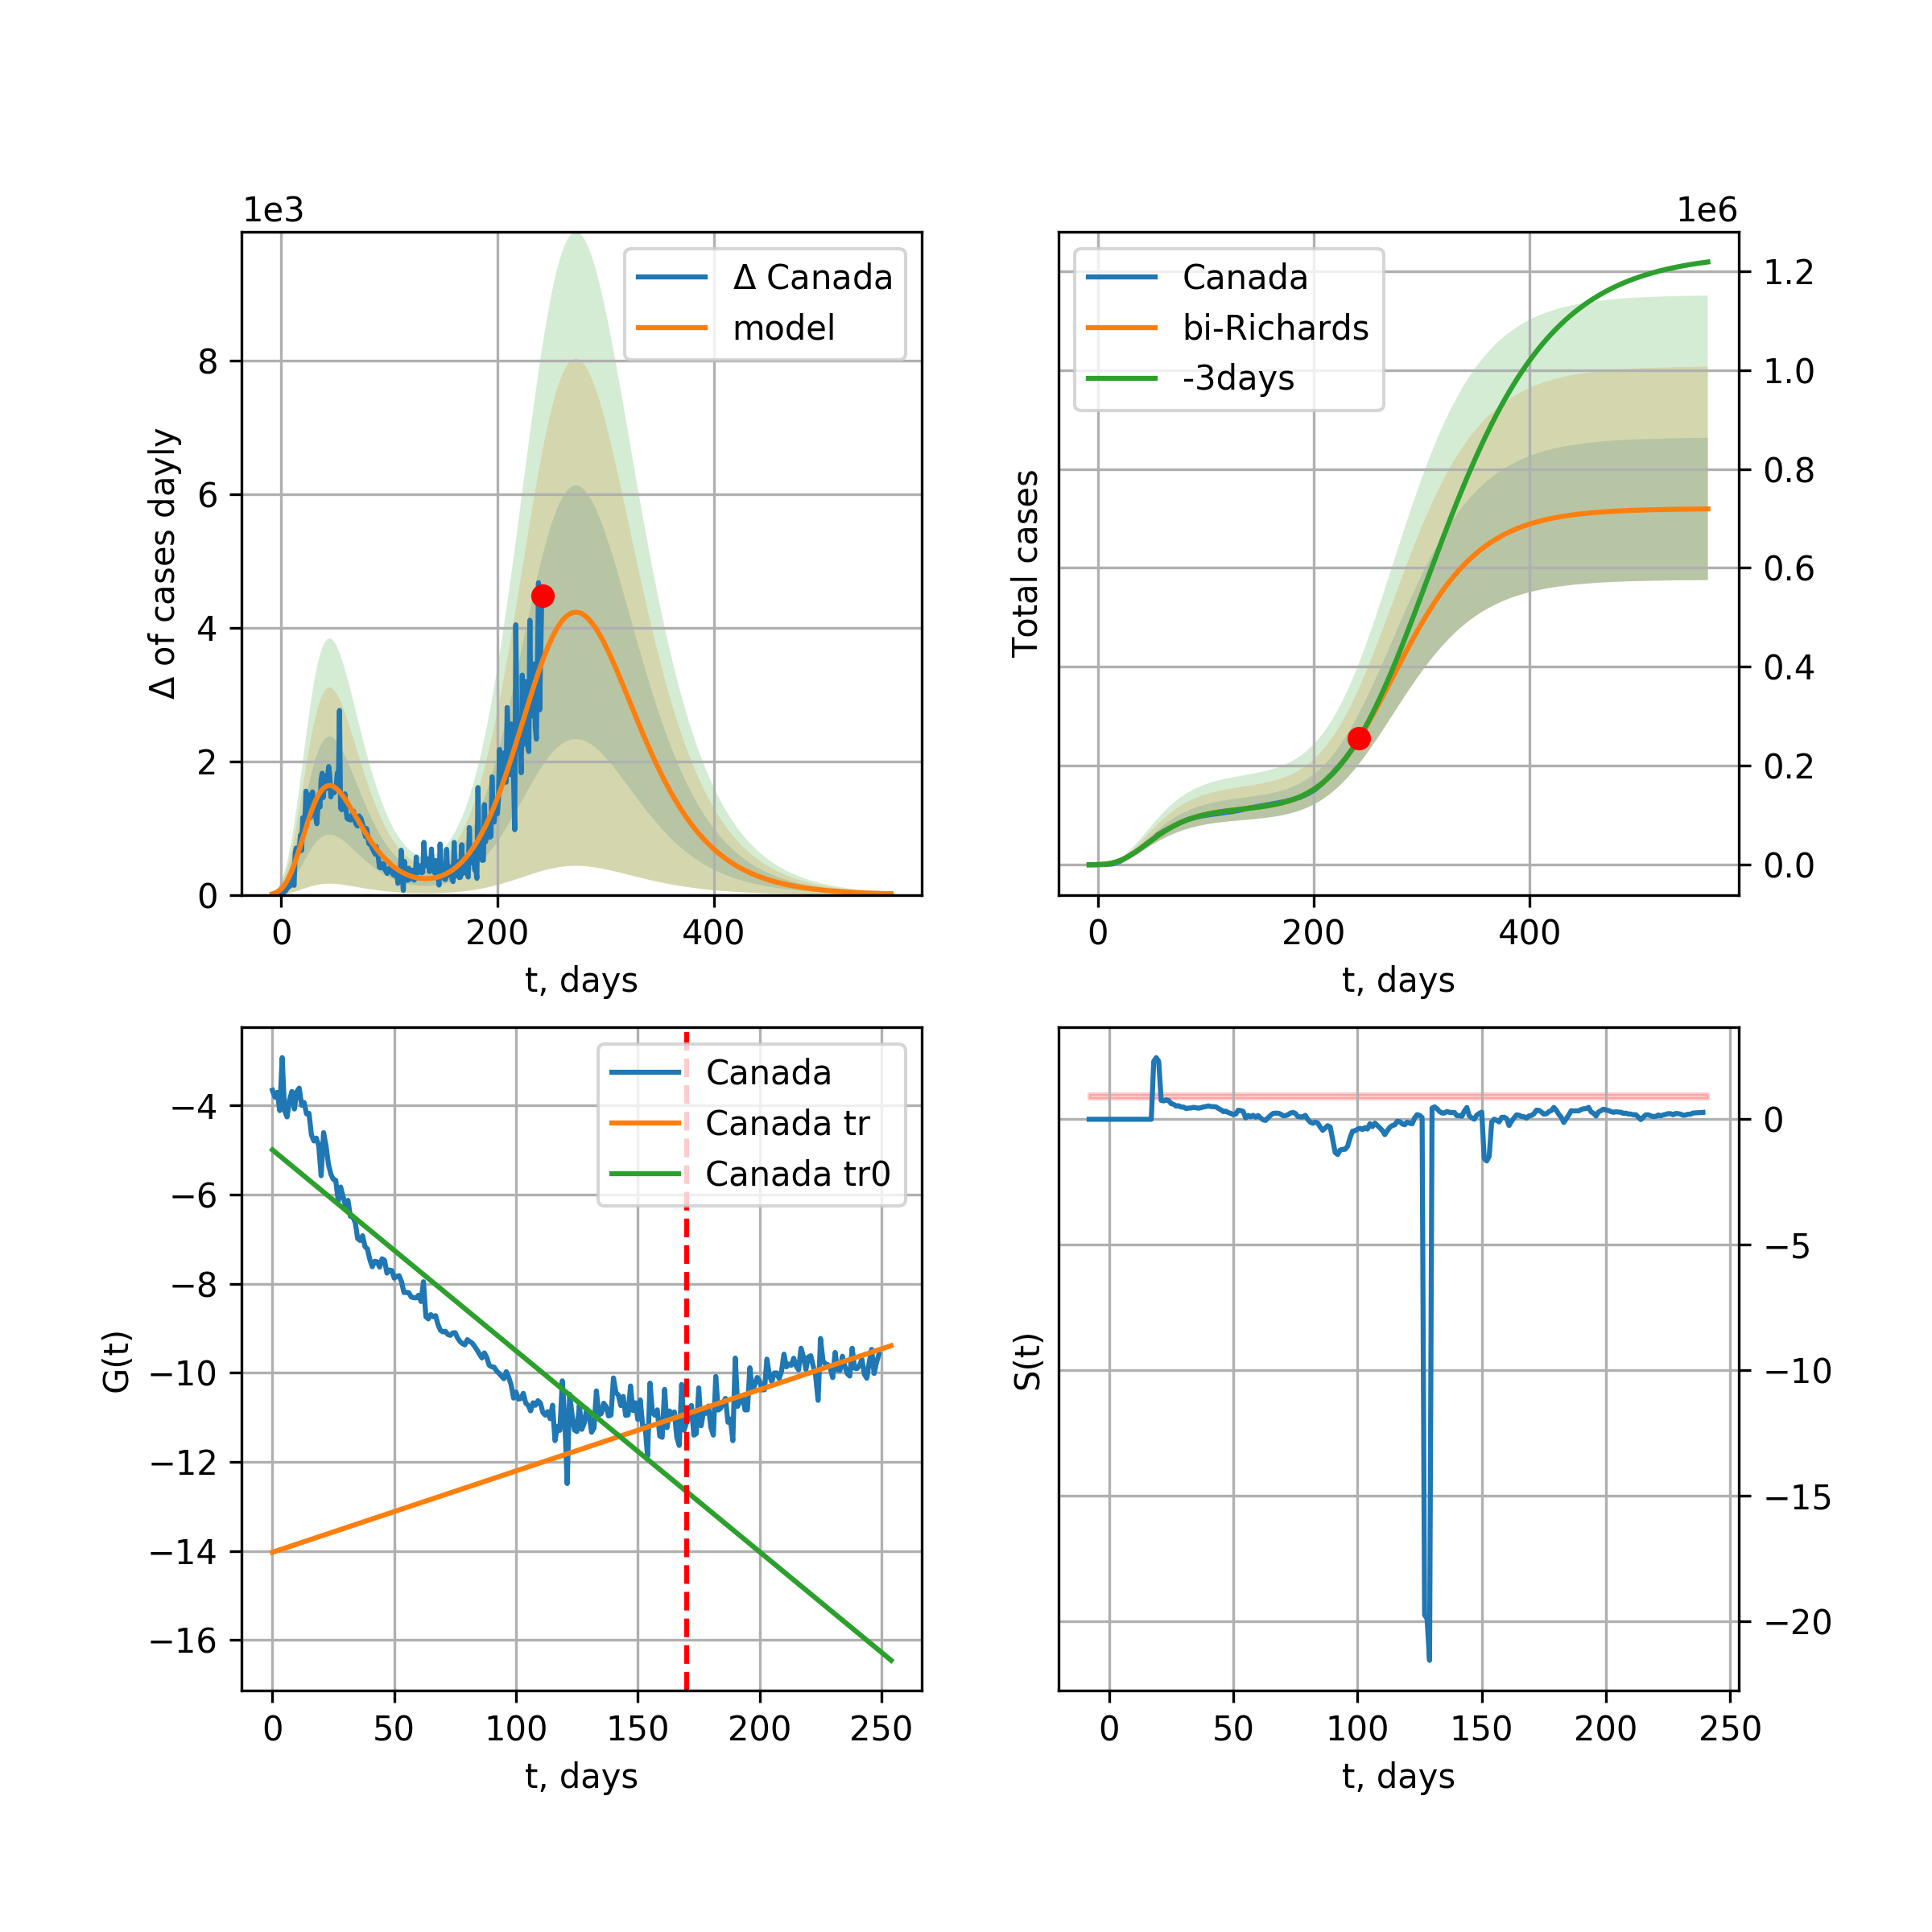 1e3
Δ Canada
model
Δ of cases dayly
8
6
4
2
0
0 200 400
t, days
1e6
Canada
bi-Richards
-3days
Total cases
1.2
1.0
0.8
0.6
0.4
0.2
0.0
0 200 400
t, days
Canada
Canada tr
Canada tr0
G(t)
−4
−6
−8
−10
−12
−14
−16
0 50 100 150 200 250
t, days
S(t)
0
−5
−10
−15
−20
0 50 100 150 200 250
t, days